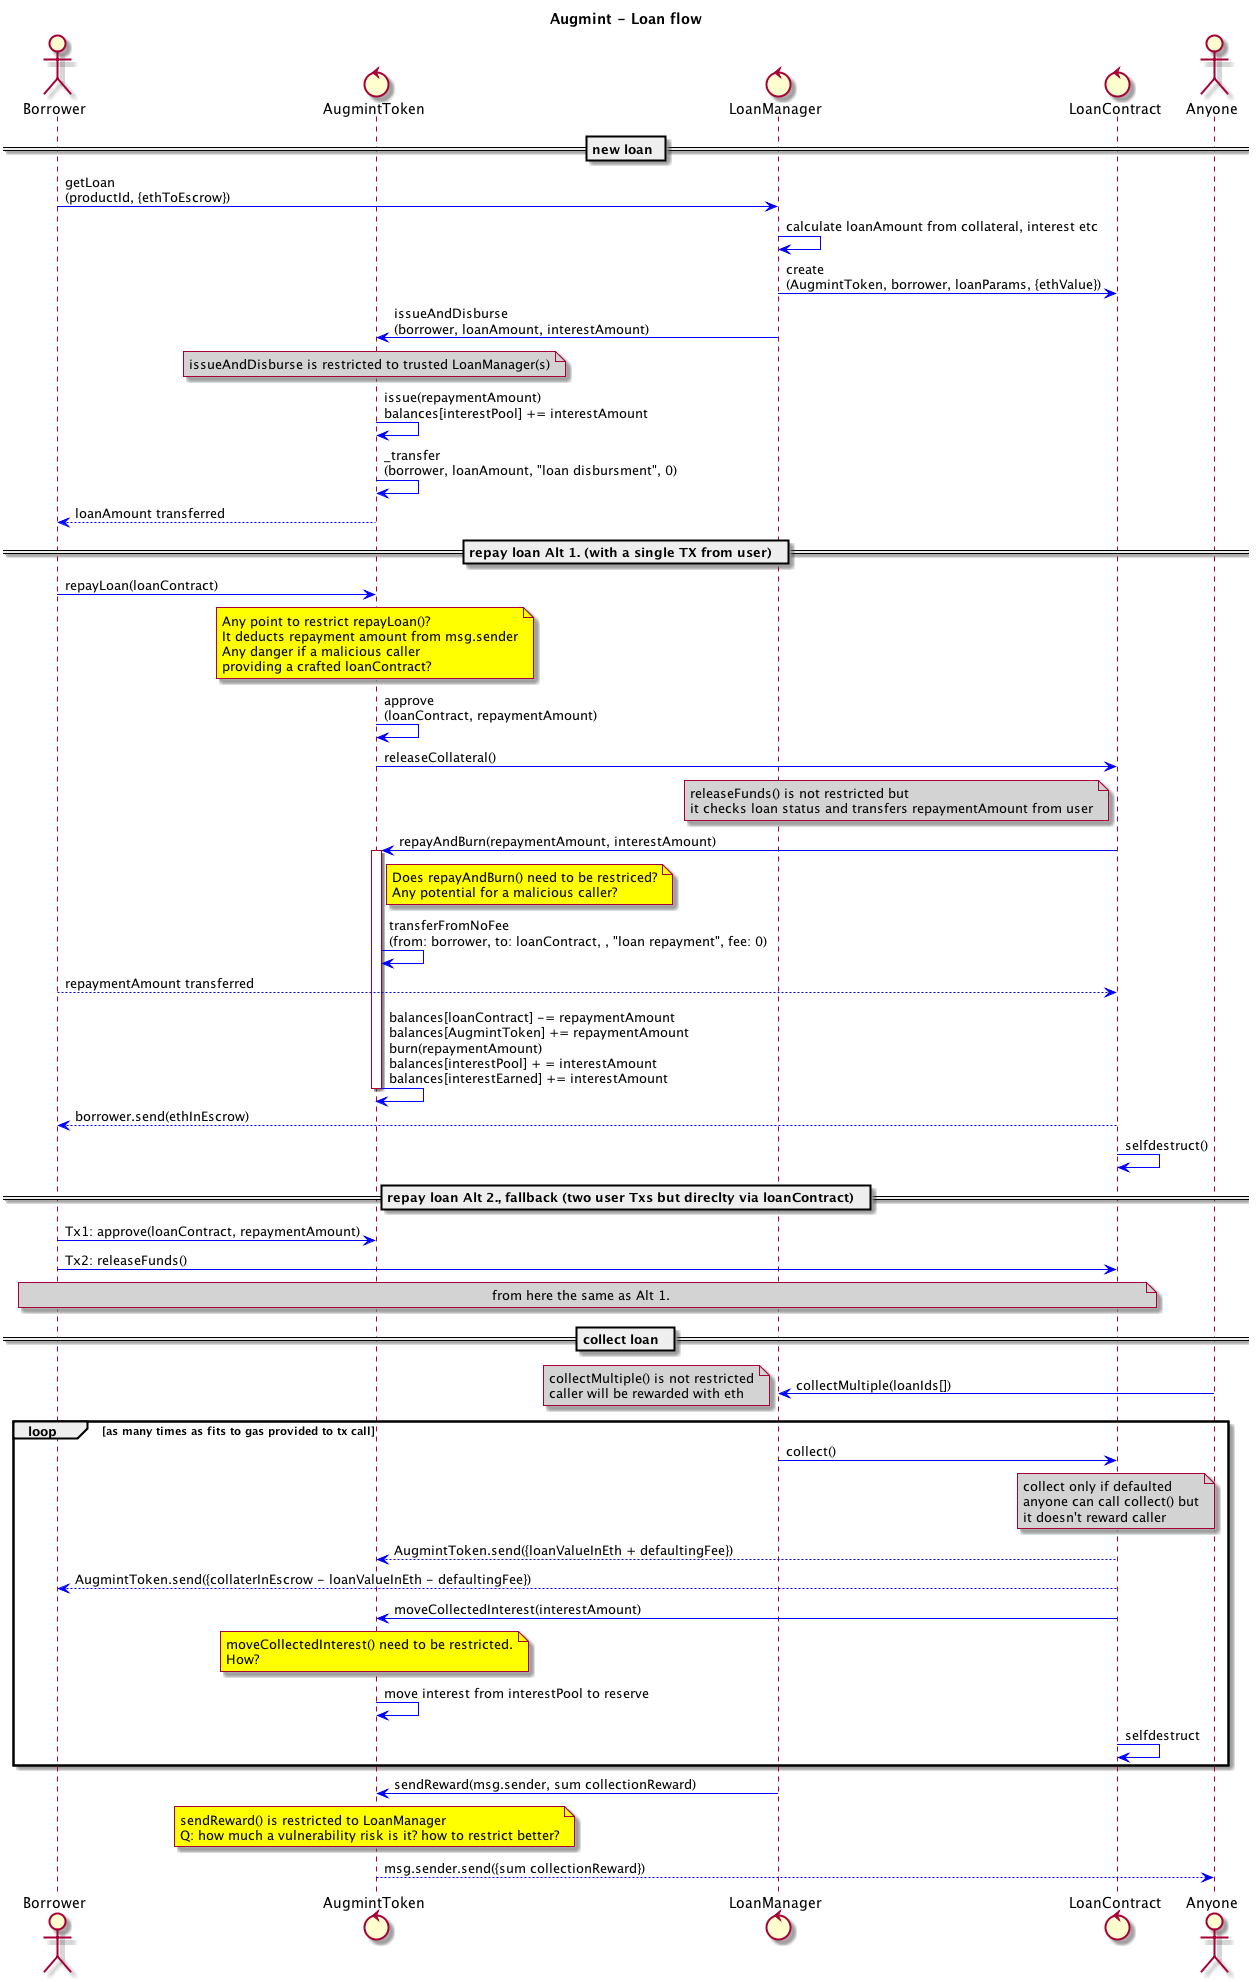 Augmint - Loan flow
Borrower
AugmintToken
LoanManager
LoanContract
Anyone
new loan
getLoan
(productId, {ethToEscrow})
calculate loanAmount from collateral, interest etc
create
(AugmintToken, borrower, loanParams, {ethValue})
issueAndDisburse
(borrower, loanAmount, interestAmount)
issueAndDisburse is restricted to trusted LoanManager(s)
issue(repaymentAmount)
balances[interestPool] += interestAmount
_transfer
(borrower, loanAmount, "loan disbursment", 0)
loanAmount transferred
repay loan Alt 1. (with a single TX from user)
repayLoan(loanContract)
Any point to restrict repayLoan()?
It deducts repayment amount from msg.sender
Any danger if a malicious caller
providing a crafted loanContract?
approve
(loanContract, repaymentAmount)
releaseCollateral()
releaseFunds() is not restricted but
it checks loan status and transfers repaymentAmount from user
repayAndBurn(repaymentAmount, interestAmount)
Does repayAndBurn() need to be restriced?
Any potential for a malicious caller?
transferFromNoFee
(from: borrower, to: loanContract, , "loan repayment", fee: 0)
repaymentAmount transferred
balances[loanContract] -= repaymentAmount
balances[AugmintToken] += repaymentAmount
burn(repaymentAmount)
balances[interestPool] + = interestAmount
balances[interestEarned] += interestAmount
borrower.send(ethInEscrow)
selfdestruct()
repay loan Alt 2., fallback (two user Txs but direclty via loanContract)
Tx1: approve(loanContract, repaymentAmount)
Tx2: releaseFunds()
from here the same as Alt 1.
collect loan
collectMultiple() is not restricted
caller will be rewarded with eth
collectMultiple(loanIds[])
loop
[as many times as fits to gas provided to tx call]
collect()
collect only if defaulted
anyone can call collect() but
it doesn't reward caller
AugmintToken.send({loanValueInEth + defaultingFee})
AugmintToken.send({collaterInEscrow - loanValueInEth - defaultingFee})
moveCollectedInterest(interestAmount)
moveCollectedInterest() need to be restricted.
How?
move interest from interestPool to reserve
selfdestruct
sendReward(msg.sender, sum collectionReward)
sendReward() is restricted to LoanManager
Q: how much a vulnerability risk is it? how to restrict better?
msg.sender.send({sum collectionReward})
Borrower
AugmintToken
LoanManager
LoanContract
Anyone